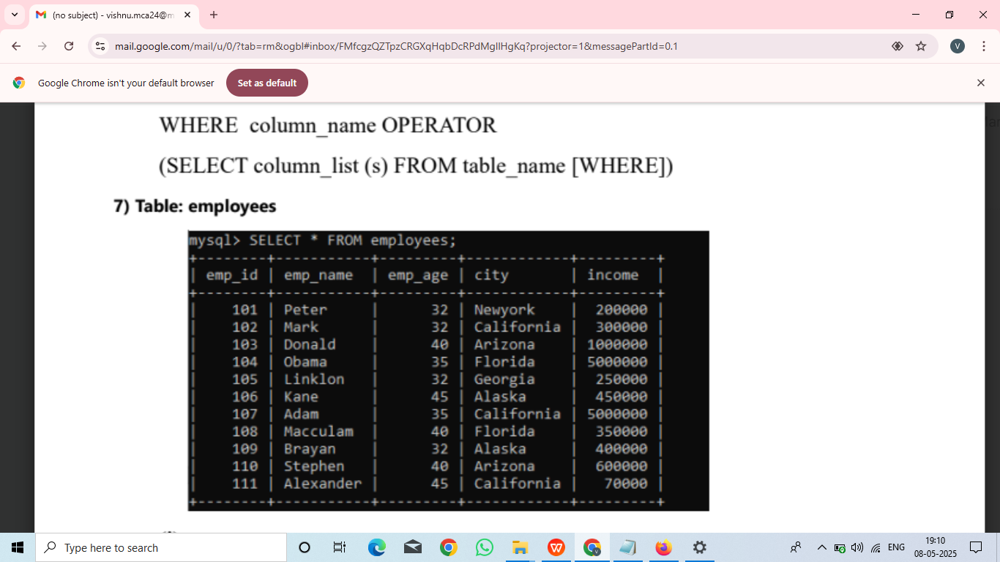 (no subject) - vishnu.mca24@m
mail.google.com/mail/u/0/?tab=rm&ogbl#inbox/FMfcgzQZTpzCRGXqHqbDcRPdMgllHgKq?projector=1&messagePartId=0.1
V
Google Chrome isn't your default browser
Set as default
WHERE column_name OPERATOR
(SELECT column_list (s) FROM table_name [WHERE])
7) Table: employees
mysql> SELECT * FROM employees;
+--------+------------+---------+------------+---------+
| emp_id | emp_name | emp_age | city | income |
+--------+------------+---------+------------+---------+
| 101 | Peter | 32 | Newyork | 200000 |
| 102 | Mark | 32 | California | 300000 |
| 103 | Donald | 40 | Arizona | 1000000 |
| 104 | Obama | 35 | Florida | 5000000 |
| 105 | Linklon | 32 | Georgia | 250000 |
| 106 | Kane | 45 | Alaska | 450000 |
| 107 | Adam | 35 | California | 5000000 |
| 108 | Macculam | 40 | Florida | 350000 |
| 109 | Brayan | 32 | Alaska | 400000 |
| 110 | Stephen | 40 | Arizona | 600000 |
| 111 | Alexander | 45 | California | 70000 |
+--------+------------+---------+------------+---------+
Type here to search
ENG
19:10
08-05-2025